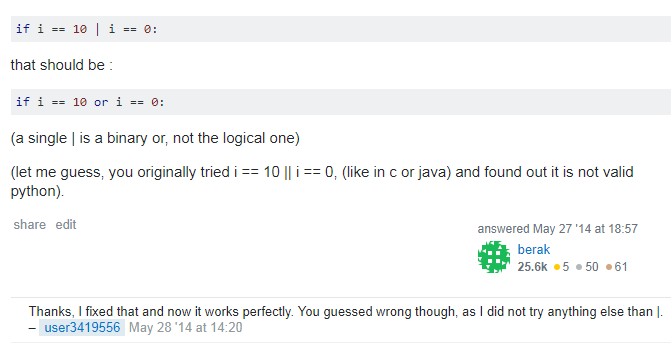 if i == 10 | i == 0:
that should be :
if i == 10 or i == 0:
(a single | is a binary or, not the logical one)
(let me guess, you originally tried i == 10 || i == 0, (like in c or java) and found out it is not valid
python).
share edit
answered May 27 '14 at 18:57
berak
25.6k 5 50 61
Thanks, I fixed that and now it works perfectly. You guessed wrong though, as I did not try anything else than |.
– user3419556 May 28 '14 at 14:20